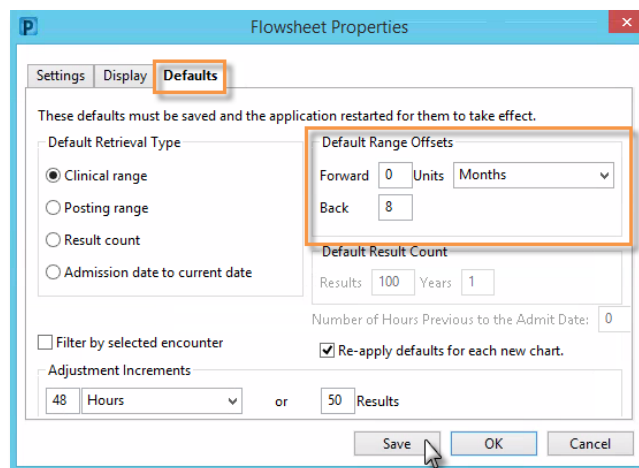 P
Flowsheet Properties
×
Settings Display Defaults
These defaults must be saved and the application restarted for them to take effect.
Default Retrieval Type
Clinical range
Posting range
Result count
Admission date to current date
Default Range Offsets
Forward 0 Units Months
Back 8
Default Result Count
Results 100 Years 1
Number of Hours Previous to the Admit Date: 0
Filter by selected encounter
Re-apply defaults for each new chart.
Adjustment Increments
48 Hours or 50 Results
Save OK Cancel